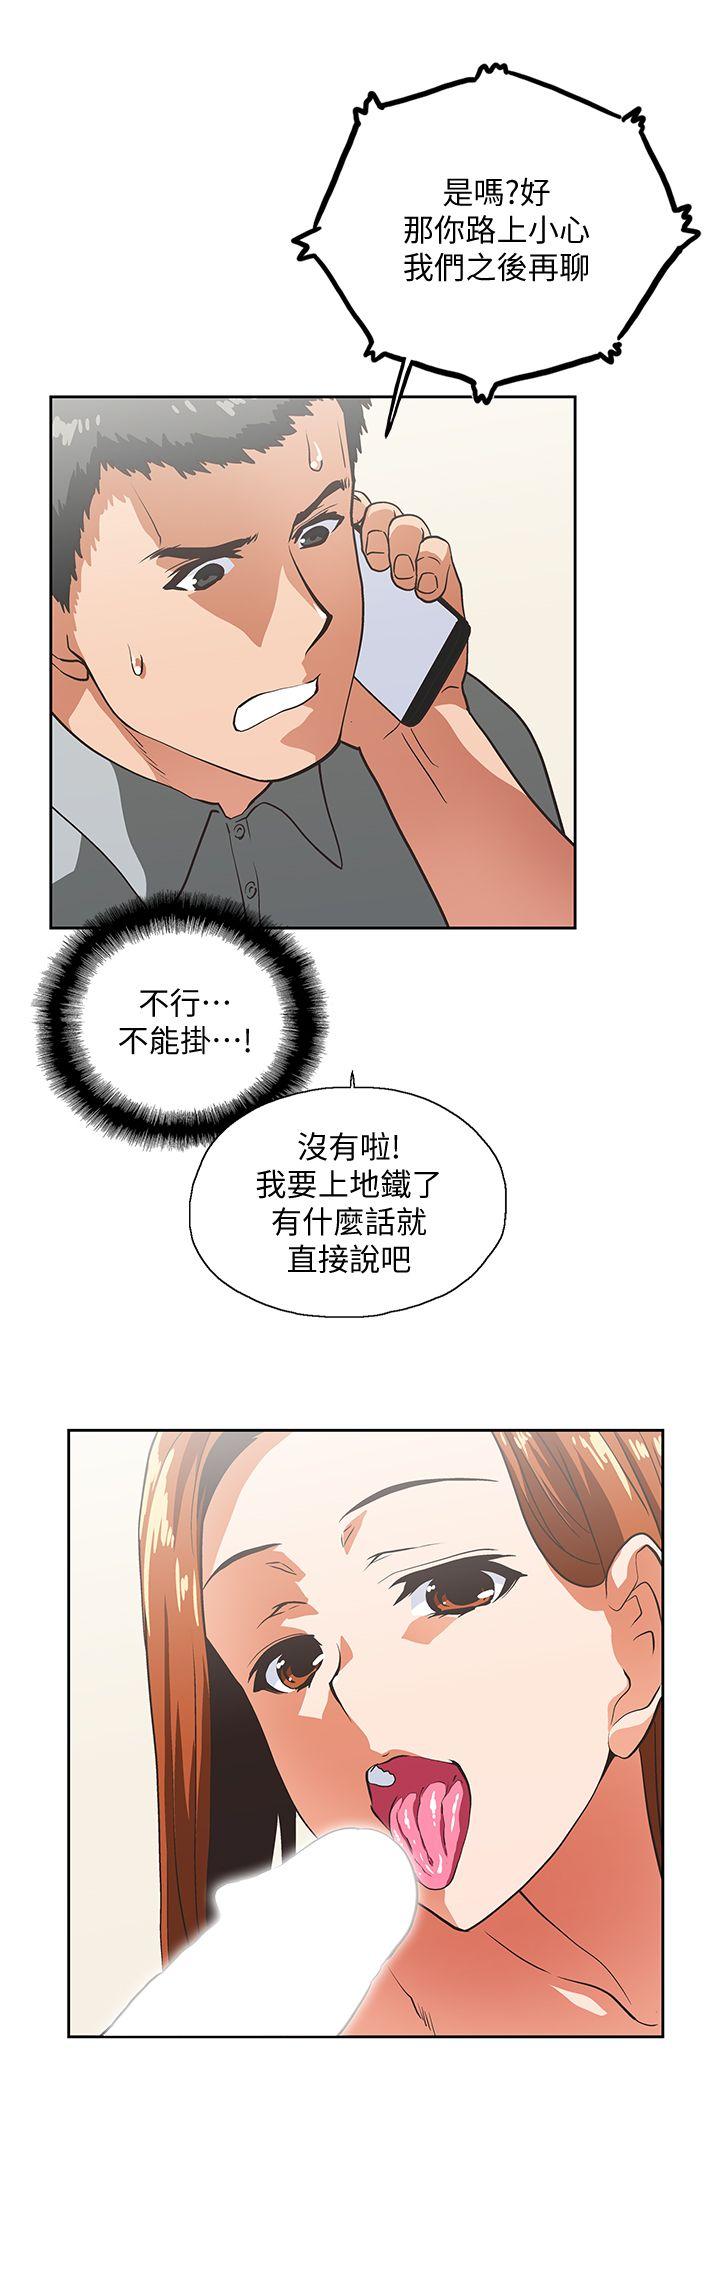 是嗎?好
那你路上小心
我們之後再聊
不行…
不能掛…!
沒有啦!
我要上地鐵了
有什麼話就
直接說吧